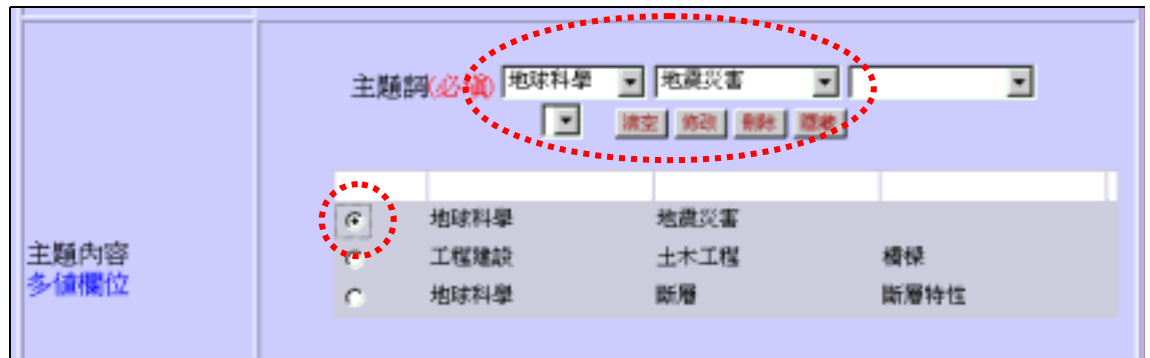 主題詞(必填) 地球科學 地震災害
清空 修改 刪除 隱藏
地球科學 地震災害
主題內容 工程建設 土木工程 橋樑
多值欄位 地球科學 斷層 斷層特性